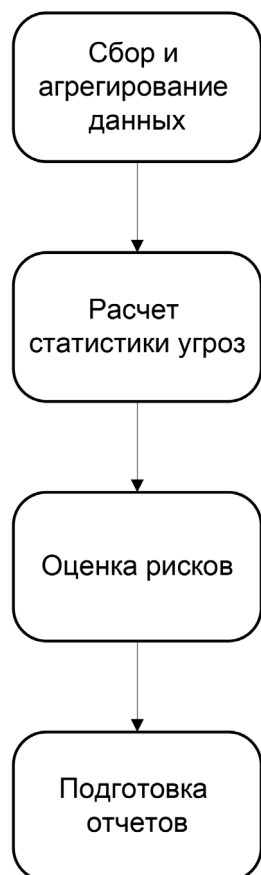 Сбор и
агрегирование
данных
Расчет
статистики угроз
Оценка рисков
Подготовка
отчетов